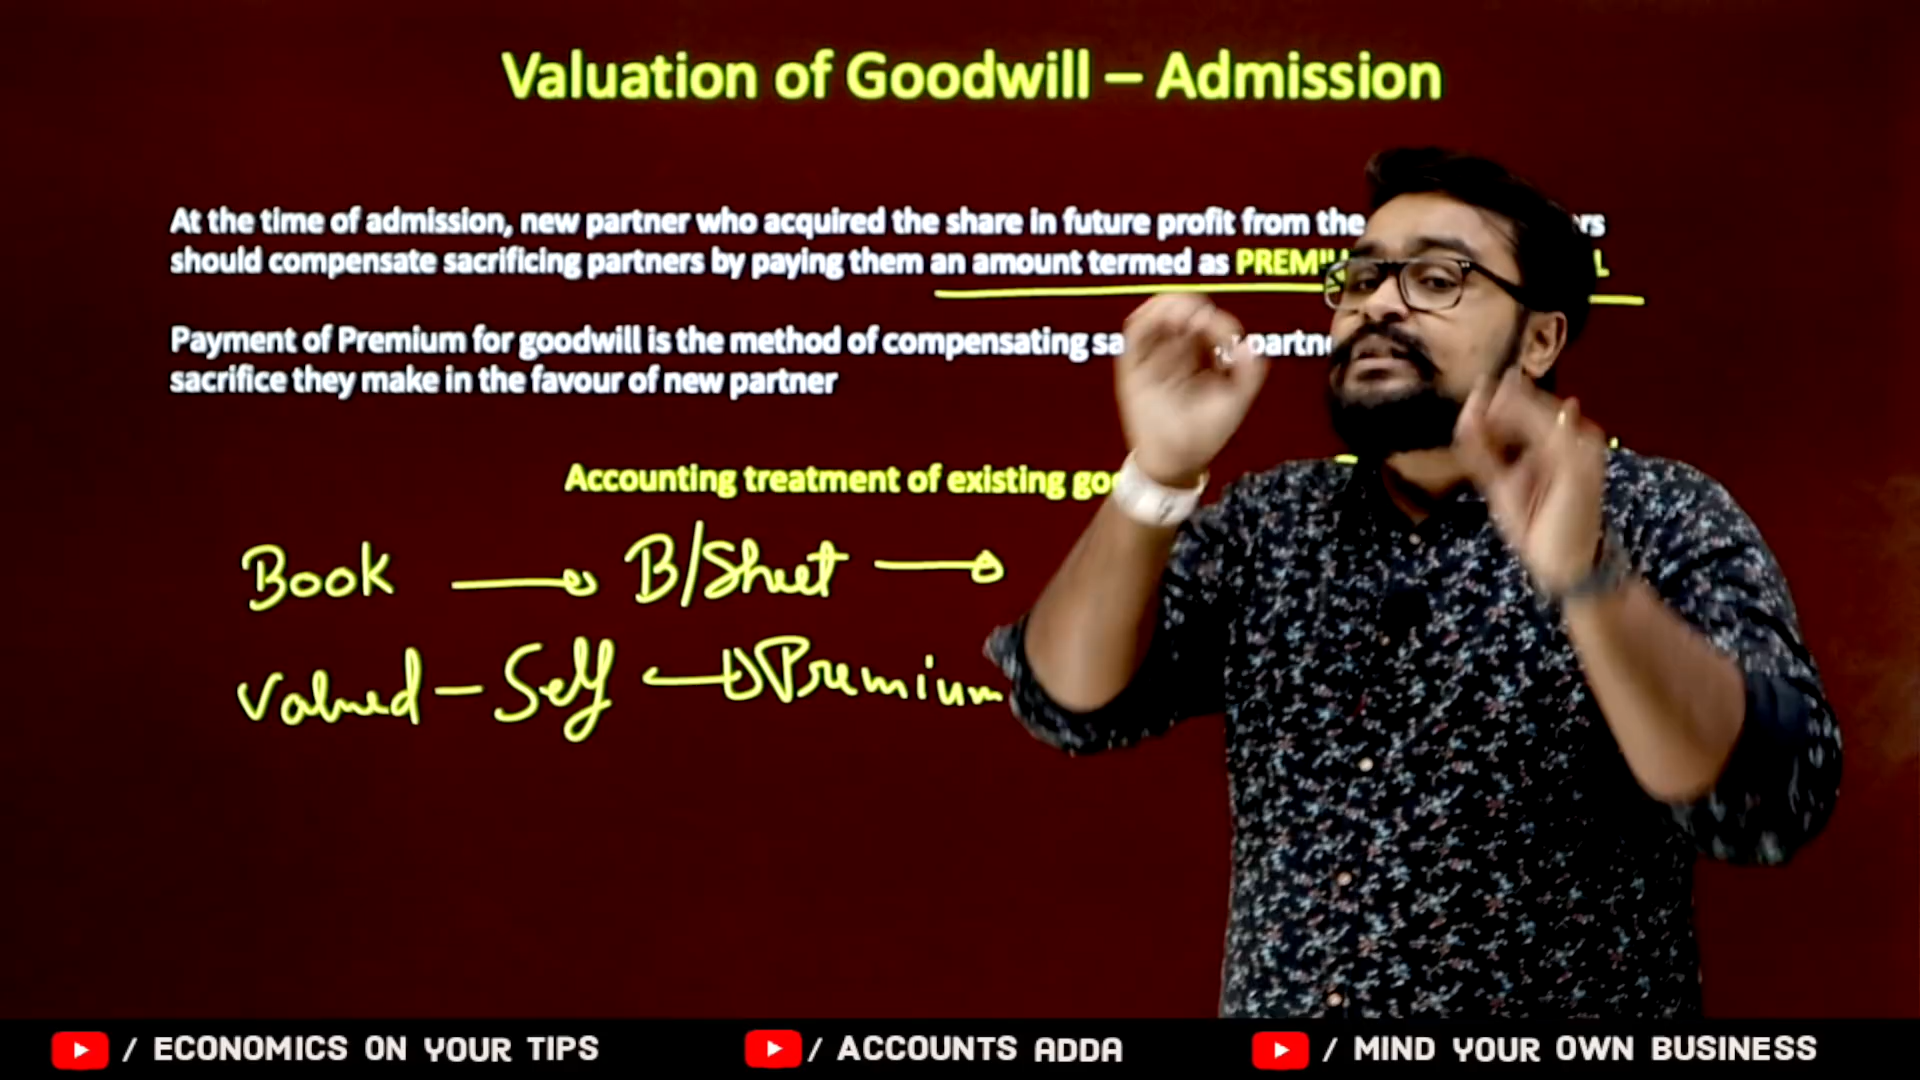 Valuation of Goodwill – Admission
At the time of admission, new partner who acquired the share in future profit from the
should compensate sacrificing partners by paying them an amount termed as
Payment of Premium for goodwill is the method of compensating
sacrifice they make in the favour of new partner
Accounting treatment of existing
Book B/Sheet
Valued - Self Premium
/ ECONOMICS ON YOUR TIPS / ACCOUNTS ADDA / MIND YOUR OWN BUSINESS